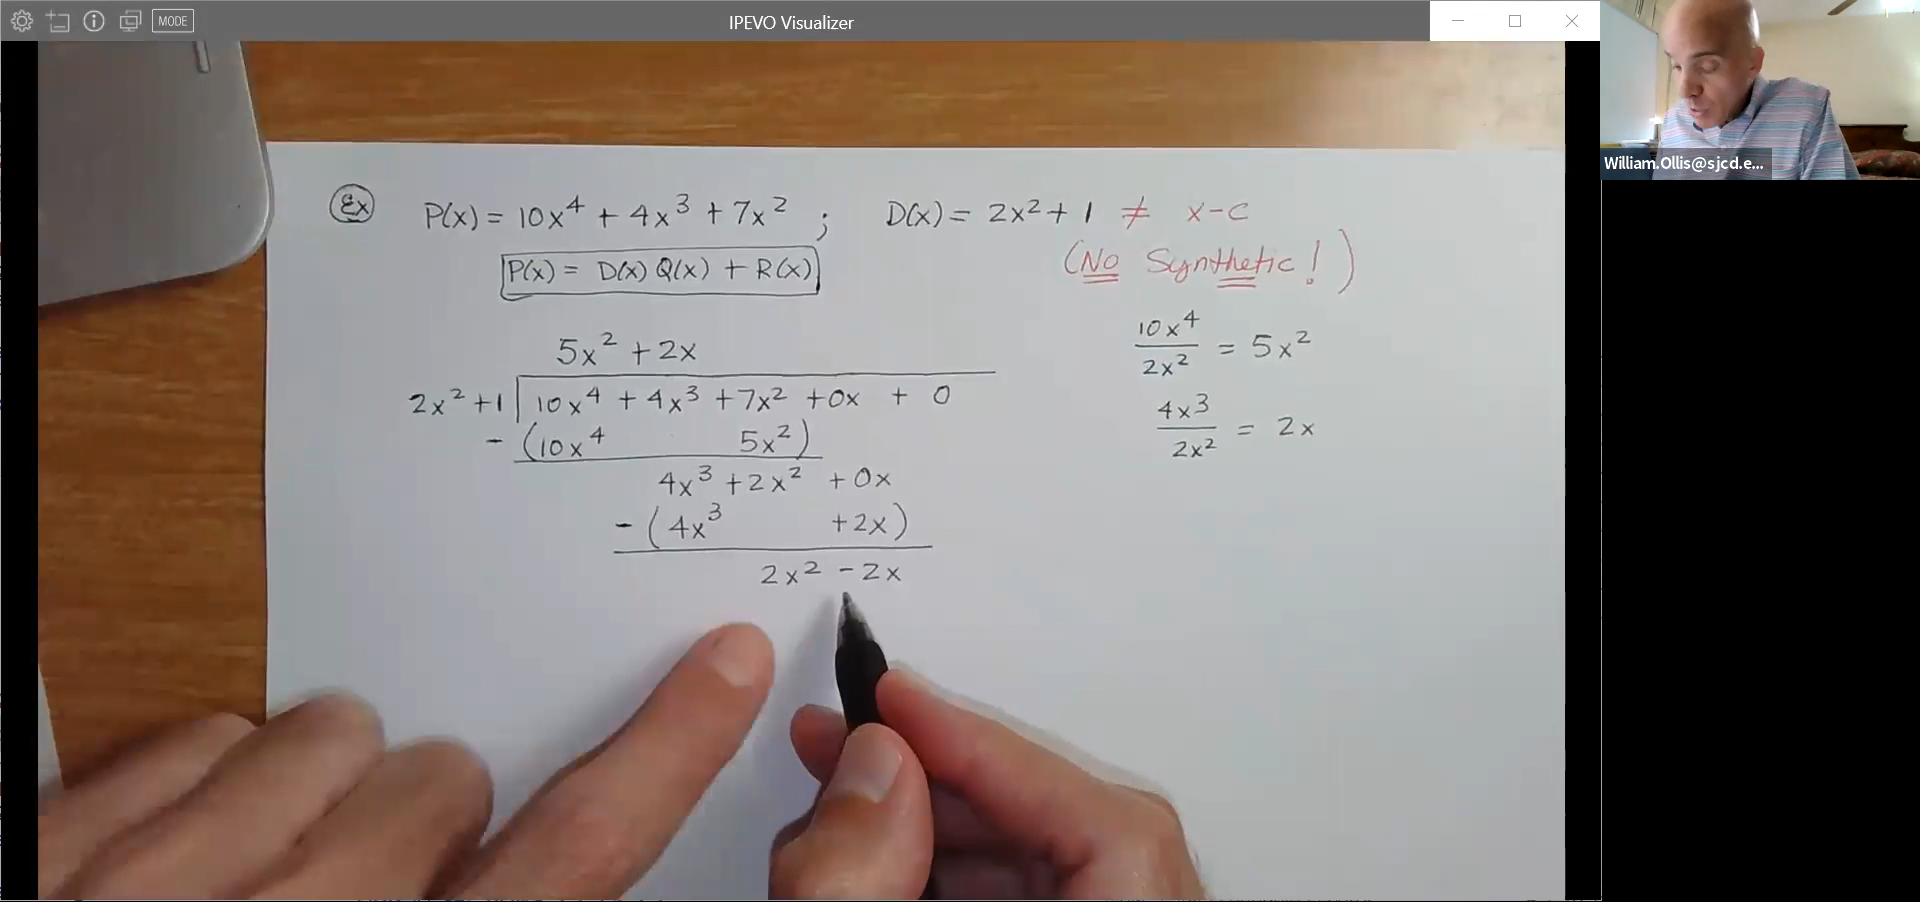 MODE
IPEVO Visualizer
William.Ollis@sjcd.e...
Ex P(x) = 10x⁴ + 4x³ + 7x² ; D(x) = 2x² + 1 ≠ x-c
P(x) = D(x) Q(x) + R(x)
(No Synthetic!)
10x⁴/2x² = 5x²
4x³/2x² = 2x
5x² + 2x
2x² + 1 10x⁴ + 4x³ + 7x² + 0x + 0
- (10x⁴ 5x²)
4x³ + 2x² + 0x
- (4x³ + 2x)
2x² - 2x